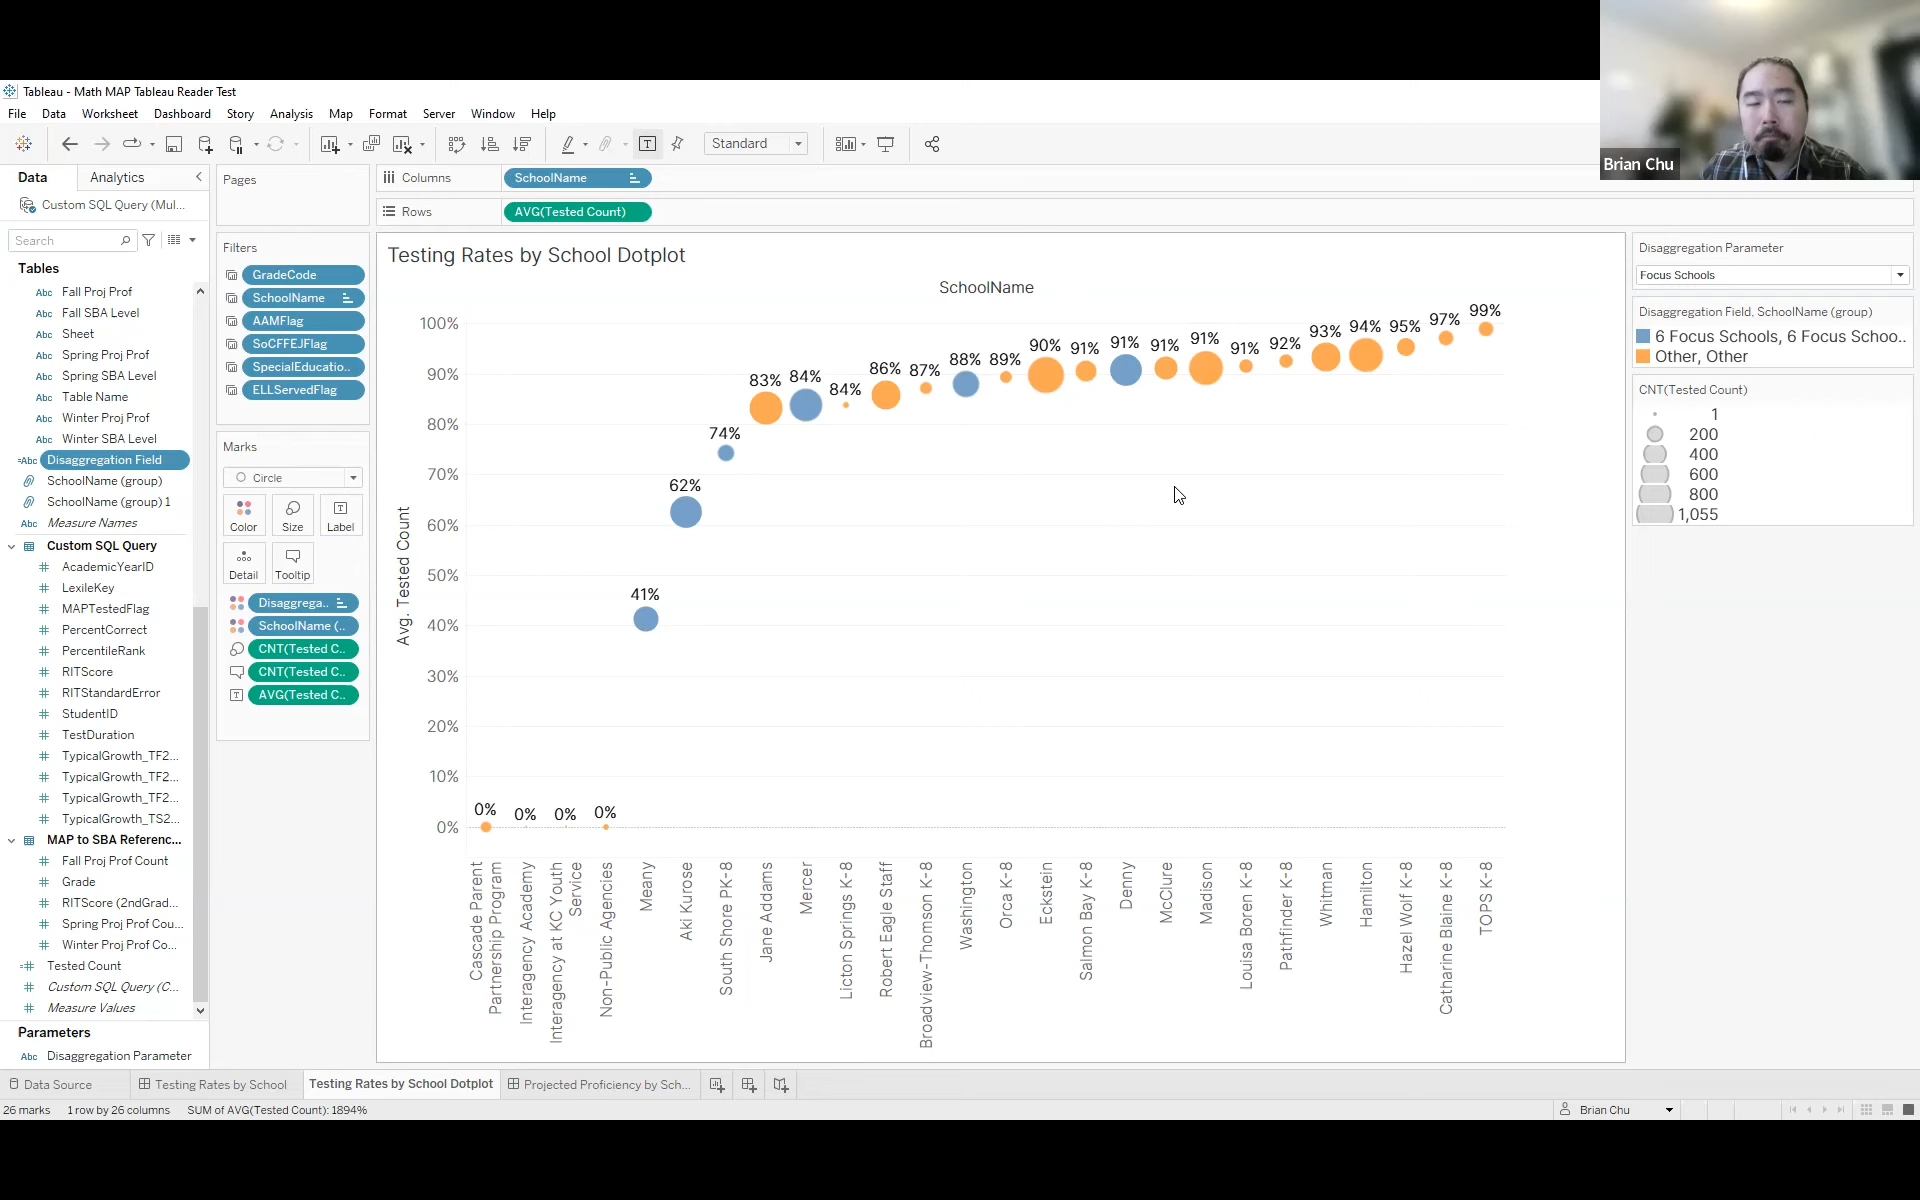 Brian Chu
Tableau - Math MAP Tableau Reader Test
File Data Worksheet Dashboard Story Analysis Map Format Server Window Help
Standard
Data Analytics
Custom SQL Query (Mul...
Search
Tables
Abc Fall Proj Prof
Abc Fall SBA Level
Abc Sheet
Abc Spring Proj Prof
Abc Spring SBA Level
Abc Table Name
Abc Winter Proj Prof
Abc Winter SBA Level
=Abc Disaggregation Field
SchoolName (group)
SchoolName (group) 1
Abc Measure Names
Custom SQL Query
# AcademicYearID
# LexileKey
# MAPTestedFlag
# PercentCorrect
# PercentileRank
# RITScore
# RITStandardError
# StudentID
# TestDuration
# TypicalGrowth_TF2...
# TypicalGrowth_TF2...
# TypicalGrowth_TF2...
# TypicalGrowth_TS2...
MAP to SBA Referenc...
# Fall Proj Prof Count
# Grade
# RITScore (2ndGrad...
# Spring Proj Prof Cou...
# Winter Proj Prof Co...
=# Tested Count
# Custom SQL Query (C...
# Measure Values
Parameters
Abc Disaggregation Parameter
Pages
Filters
GradeCode
SchoolName
AAMFlag
SoCFFEJFlag
SpecialEducatio..
ELLServedFlag
Marks
Circle
Color Size Label
Detail Tooltip
Disaggrega..
SchoolName (..
CNT(Tested C..
CNT(Tested C..
AVG(Tested C..
Columns SchoolName
Rows AVG(Tested Count)
Testing Rates by School Dotplot
SchoolName
Avg. Tested Count
100%
90%
80%
70%
60%
50%
40%
30%
20%
10%
0%
0% 0% 0% 0% 41% 62% 74% 83% 84% 84% 86% 87% 88% 89% 90% 91% 91% 91% 91% 91% 92% 93% 94% 95% 97% 99%
Cascade Parent
Partnership Program
Interagency Academy
Interagency at KC Youth
Service
Non-Public Agencies
Meany
Aki Kurose
South Shore PK-8
Jane Addams
Mercer
Licton Springs K-8
Robert Eagle Staff
Broadview-Thomson K-8
Washington
Orca K-8
Eckstein
Salmon Bay K-8
Denny
McClure
Madison
Louisa Boren K-8
Pathfinder K-8
Whitman
Hamilton
Hazel Wolf K-8
Catharine Blaine K-8
TOPS K-8
Disaggregation Parameter
Focus Schools
Disaggregation Field, SchoolName (group)
6 Focus Schools, 6 Focus Schoo..
Other, Other
CNT(Tested Count)
1
200
400
600
800
1,055
Data Source Testing Rates by School Testing Rates by School Dotplot Projected Proficiency by Sch...
26 marks 1 row by 26 columns SUM of AVG(Tested Count): 1894% Brian Chu